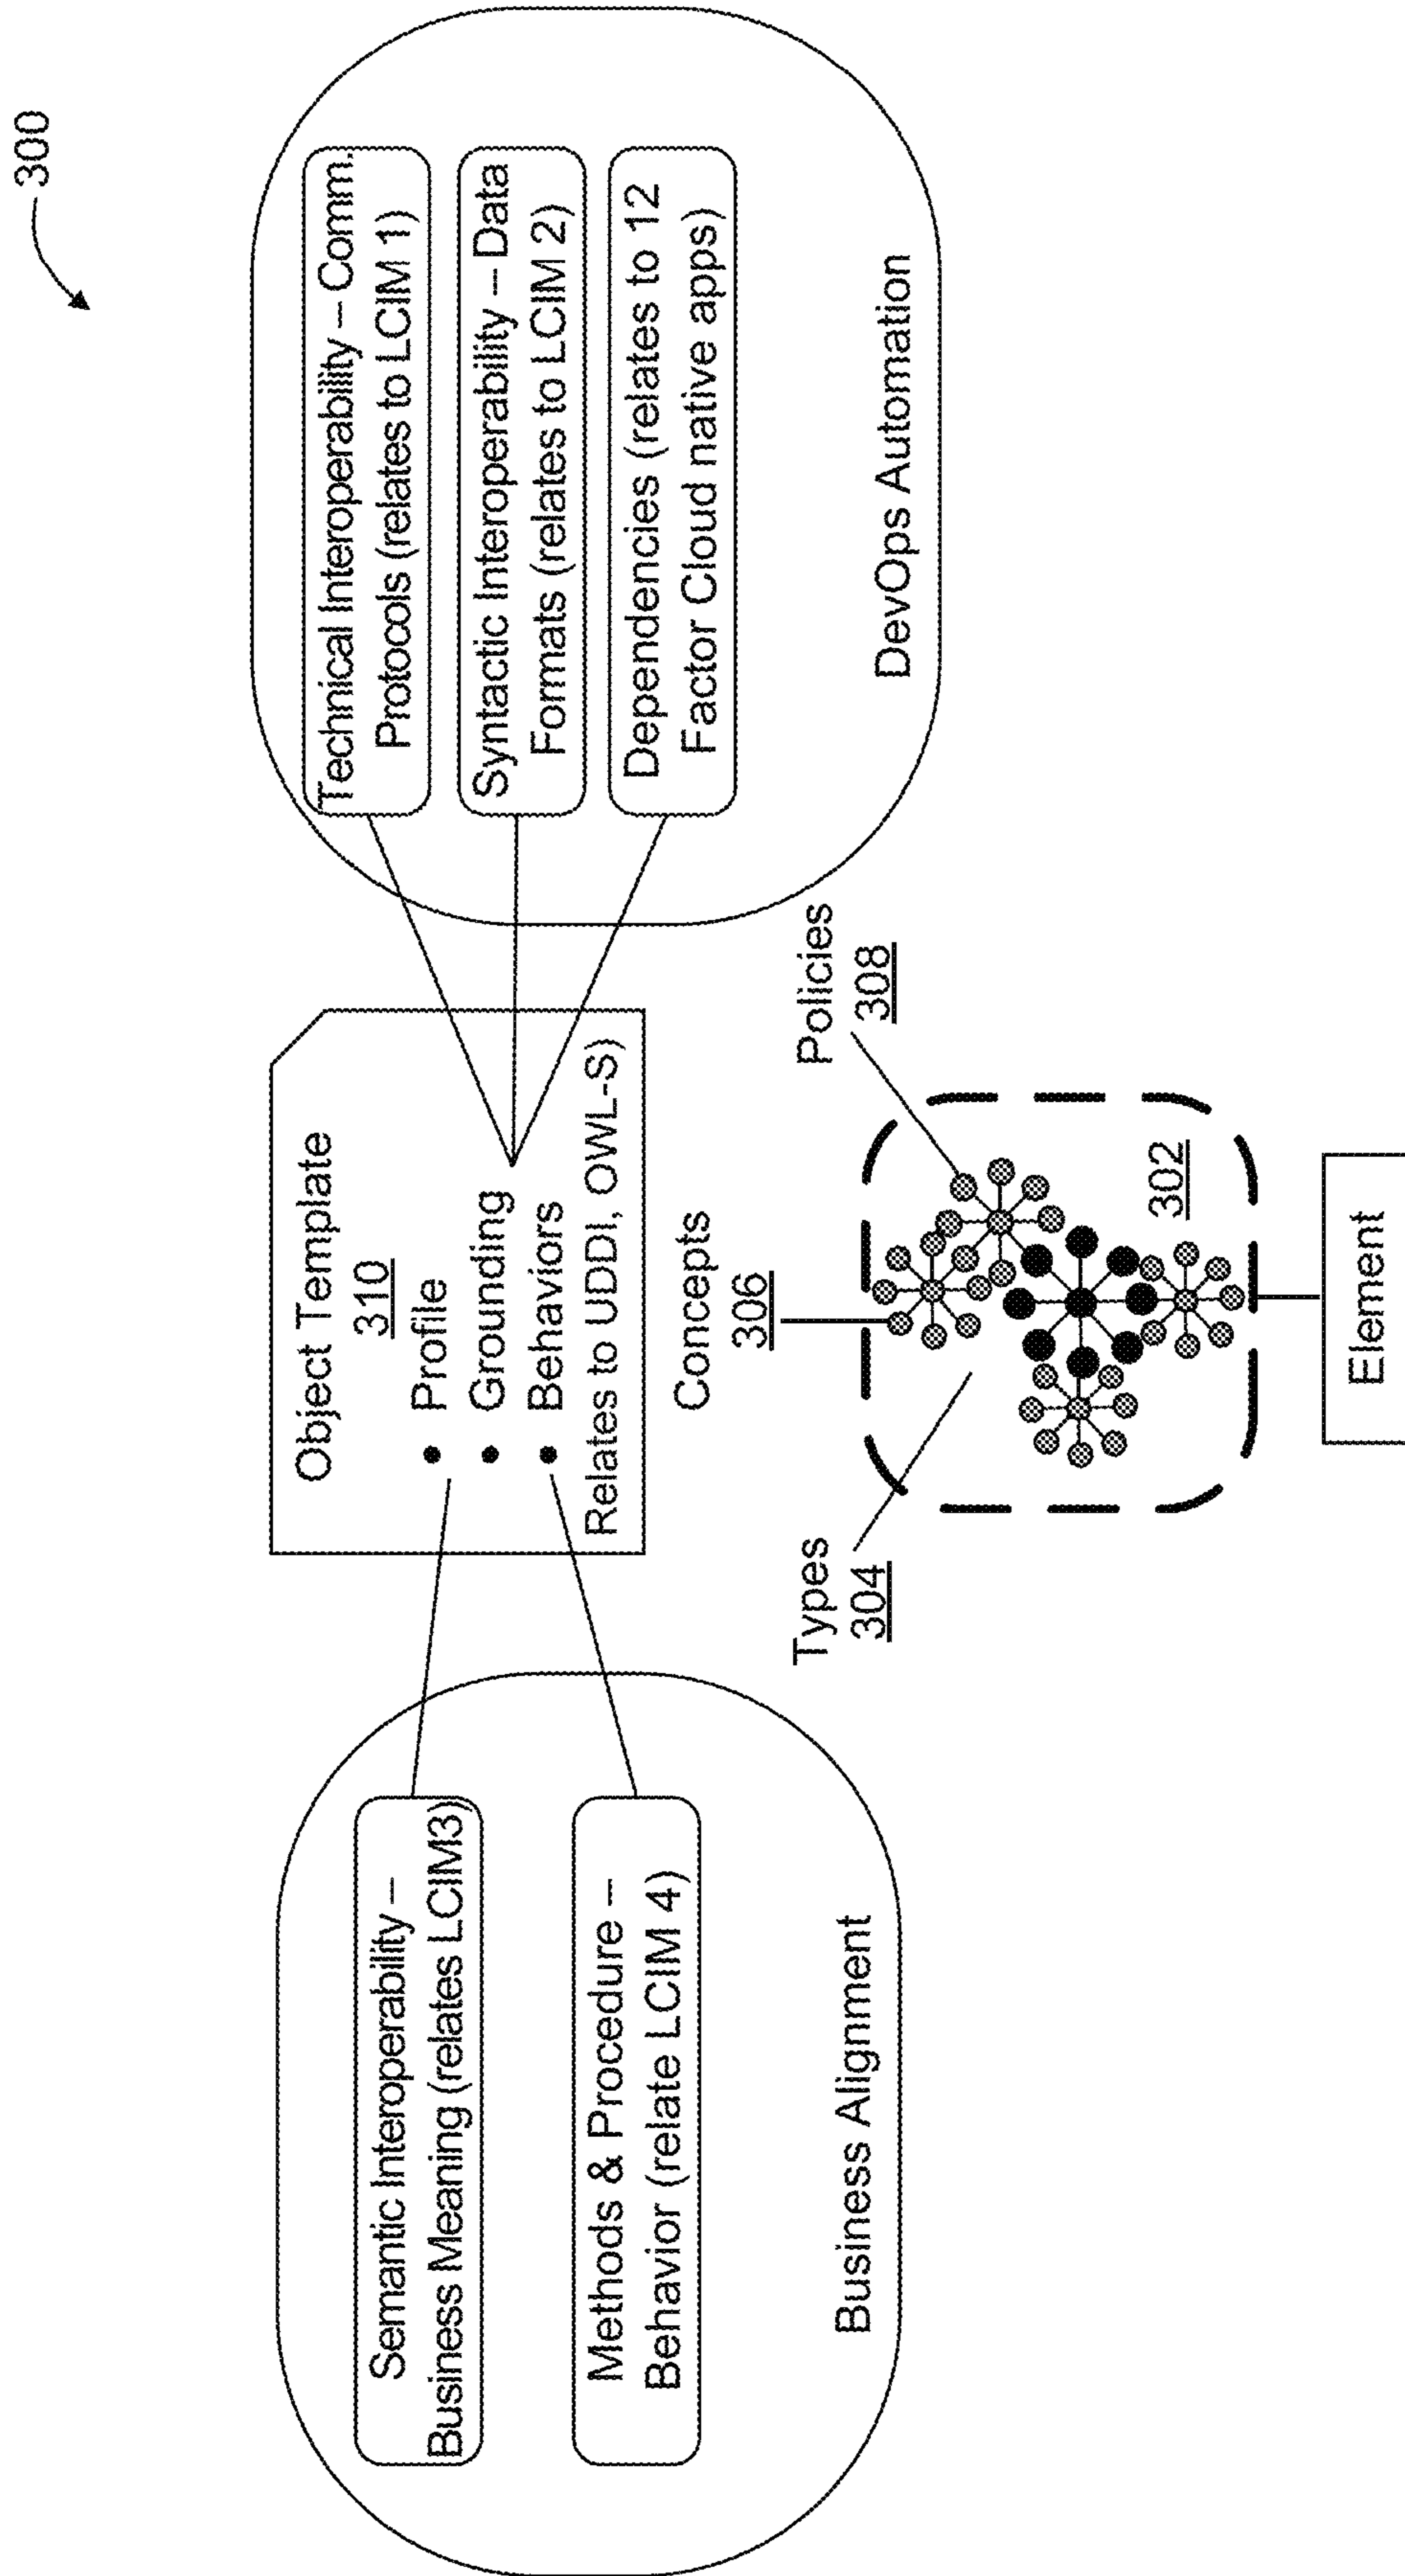 300
Semantic Interoperability –
Business Meaning (relates LCIM3)
Methods & Procedure –
Behavior (relate LCIM 4)
Business Alignment
Object Template
310
• Profile
• Grounding
• Behaviors
Relates to UDDI, OWL-S)
Technical Interoperability – Comm.
Protocols (relates to LCIM 1)
Syntactic Interoperability – Data
Formats (relates to LCIM 2)
Dependencies (relates to 12
Factor Cloud native apps)
DevOps Automation
Concepts
306
Types
304
Policies
308
302
Element